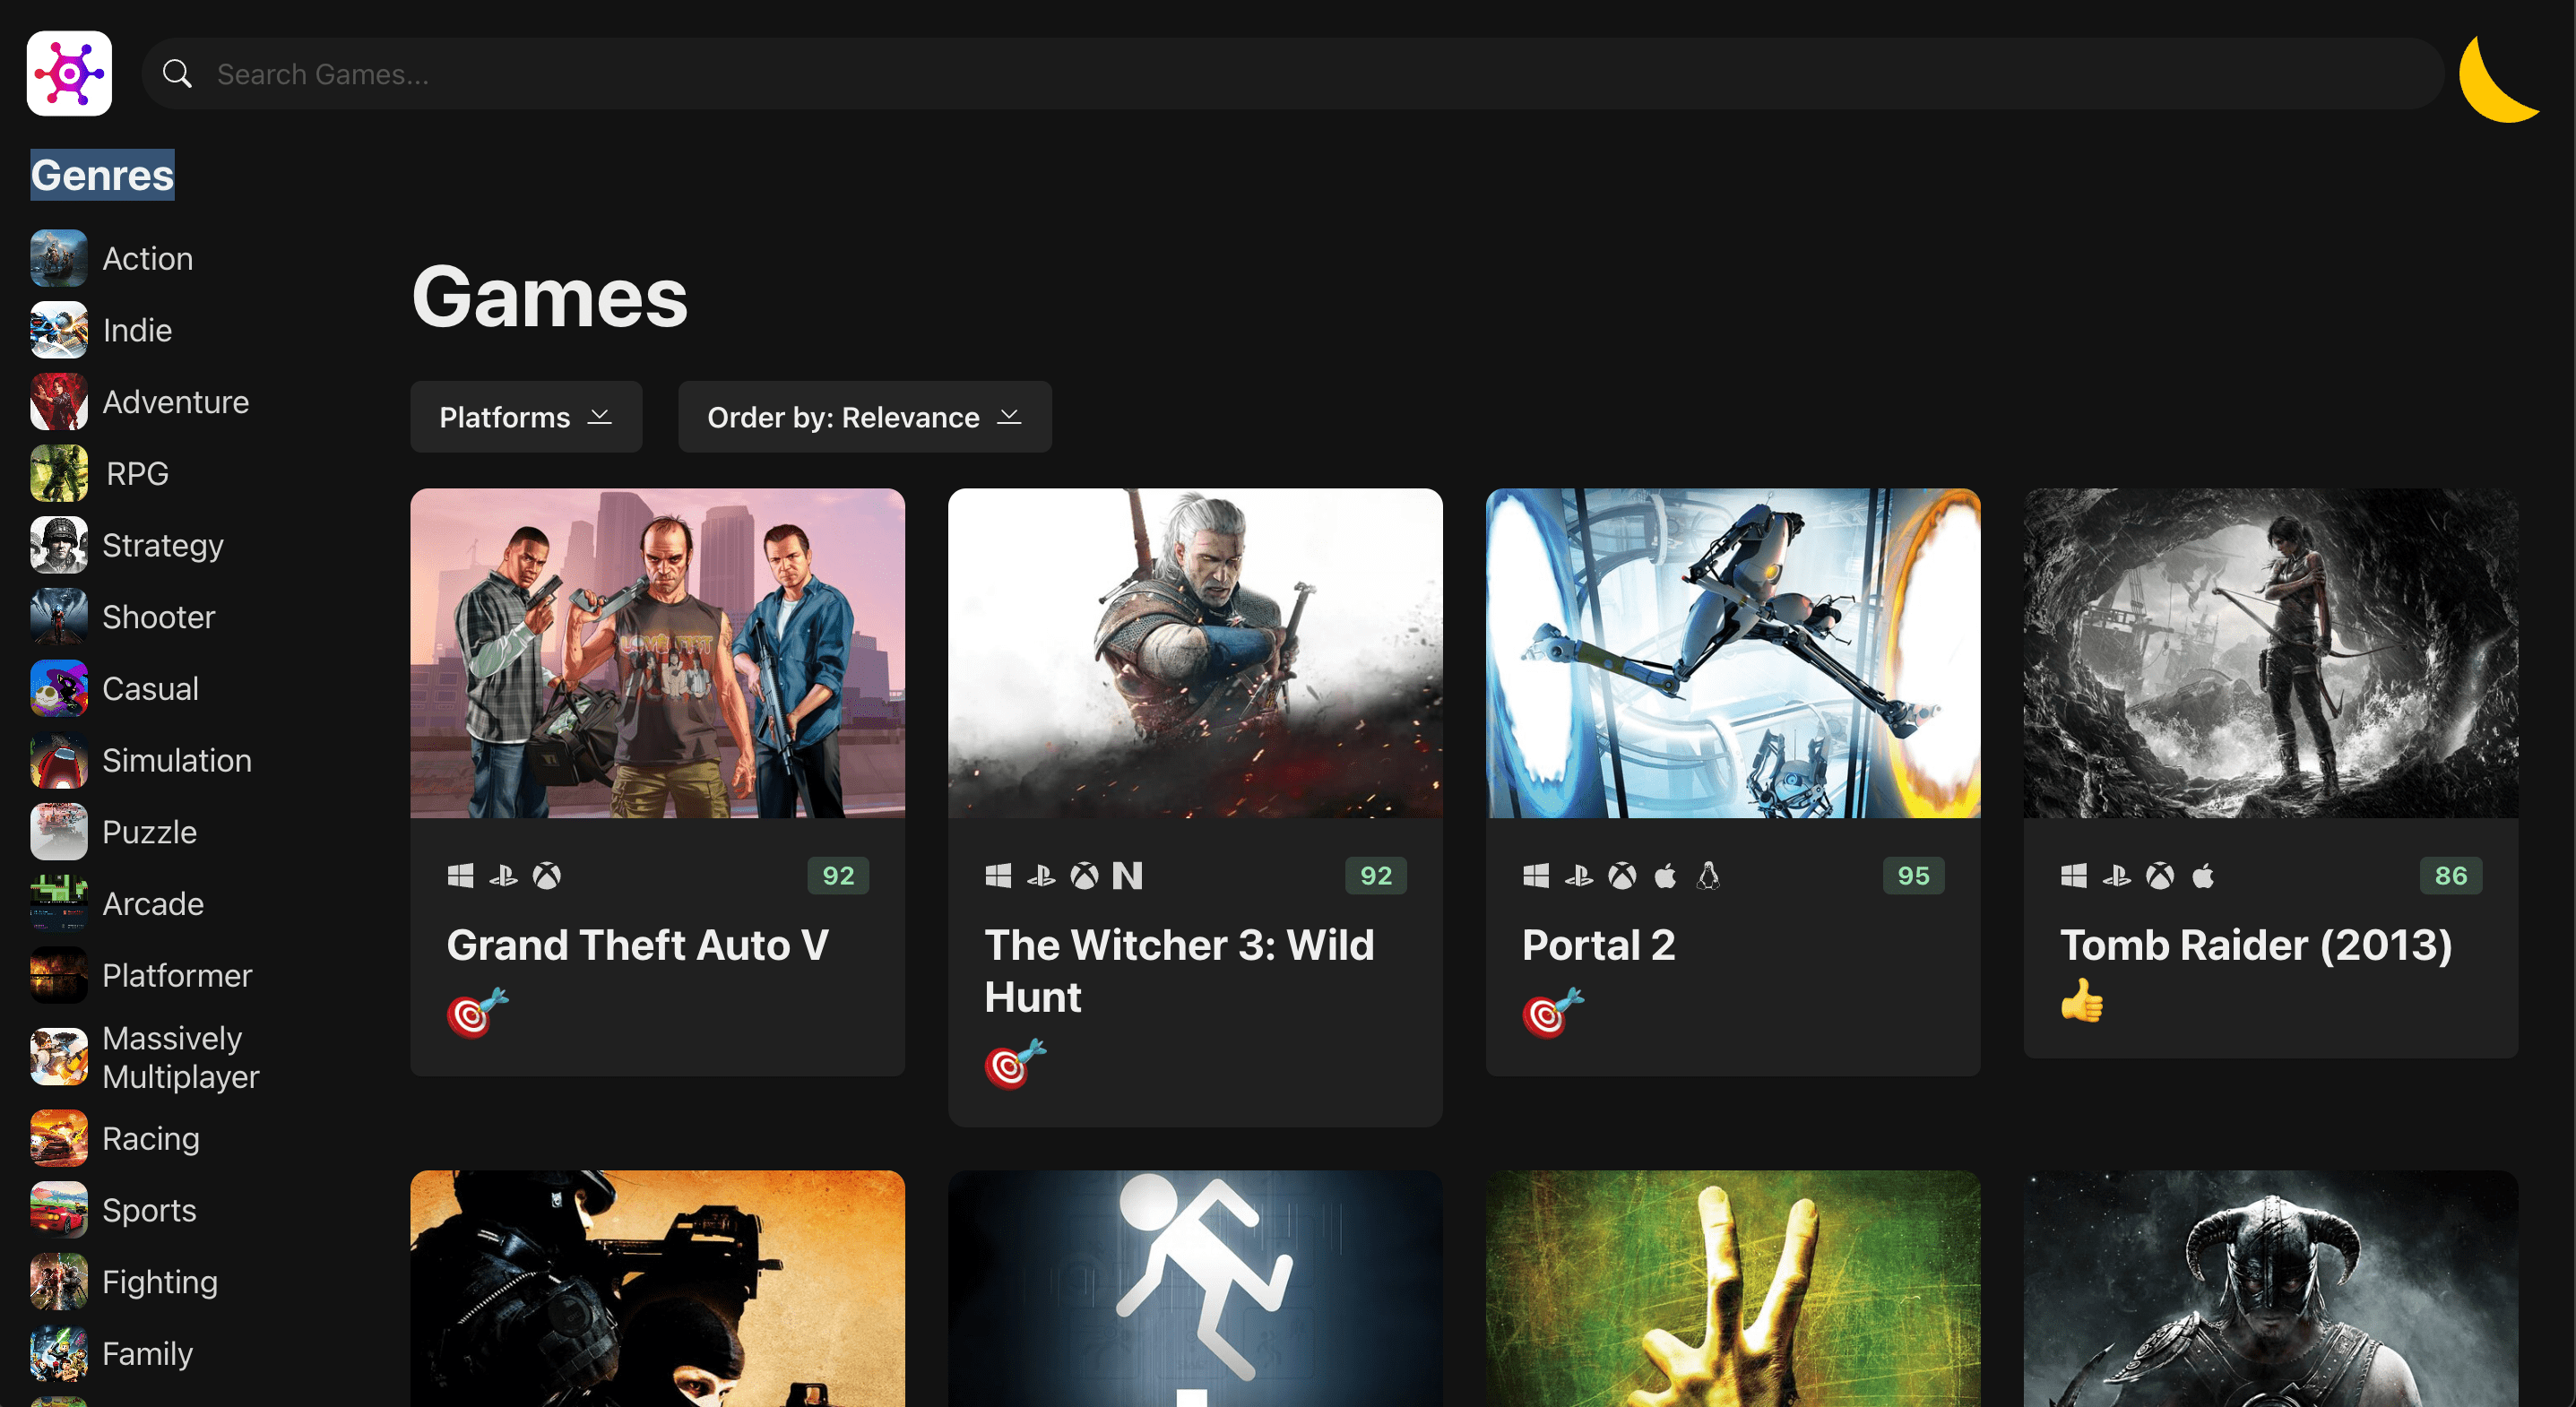 Search Games...
Genres
Action
Indie
Adventure
RPG
Strategy
Shooter
Casual
Simulation
Puzzle
Arcade
Platformer
Massively
Multiplayer
Racing
Sports
Fighting
Family
Games
Platforms
Order by: Relevance
LOVE FIST
92
Grand Theft Auto V
92
The Witcher 3: Wild
Hunt
95
Portal 2
86
Tomb Raider (2013)